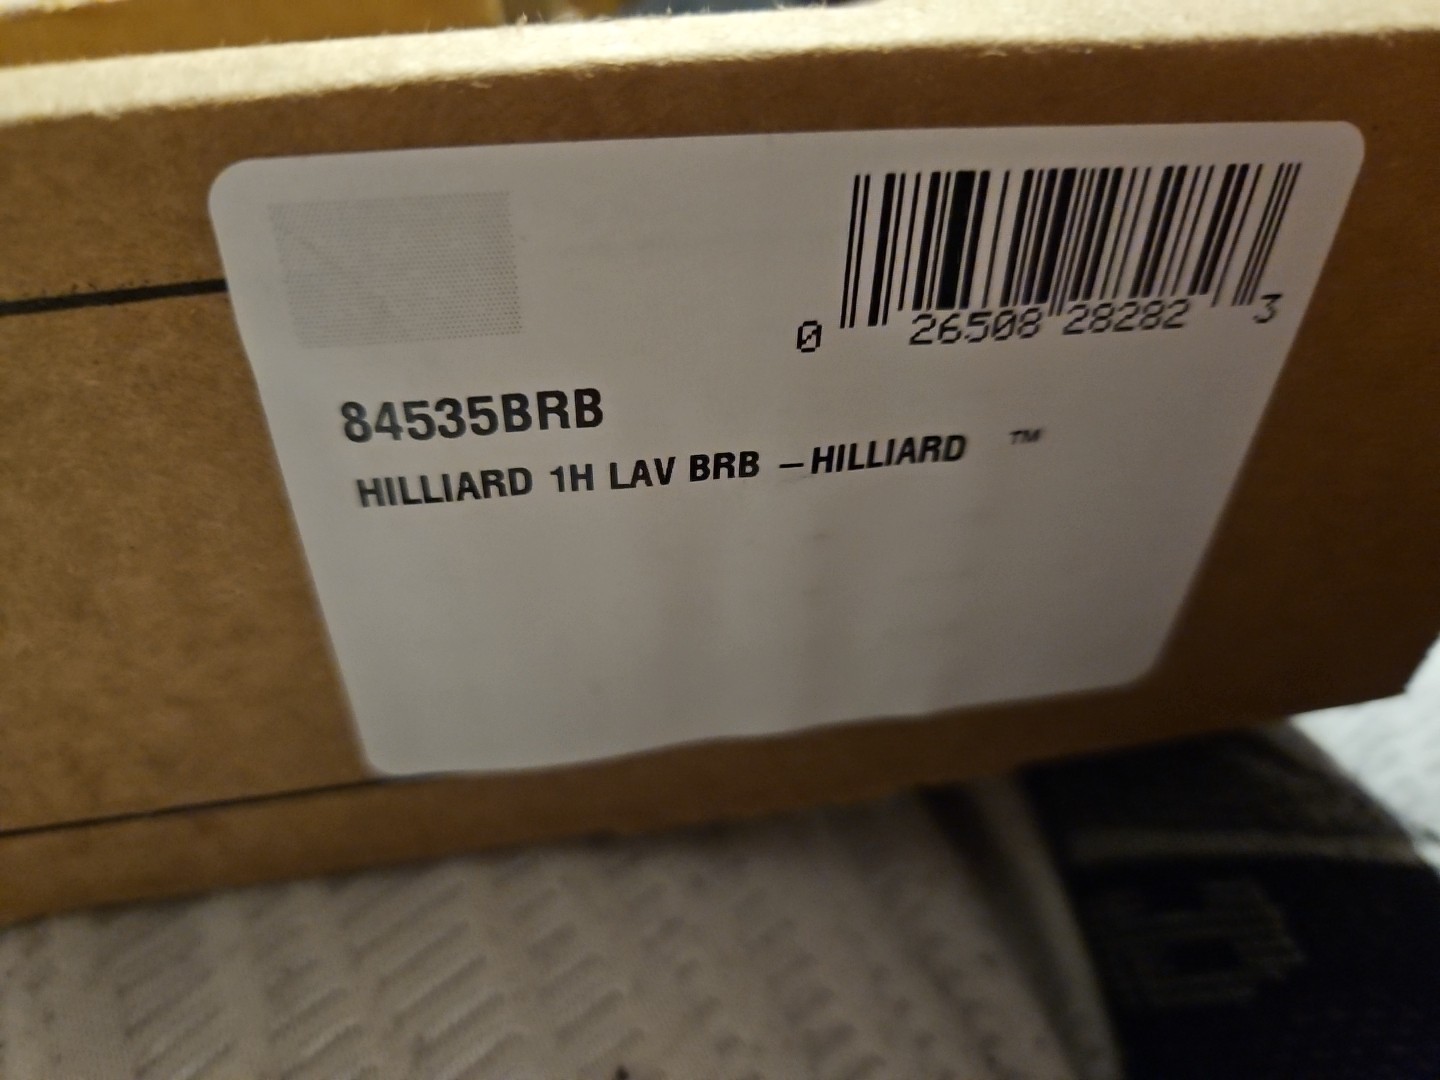 0 26508 28282 3
84535BRB
HILLIARD 1H LAV BRB –HILLIARD ™